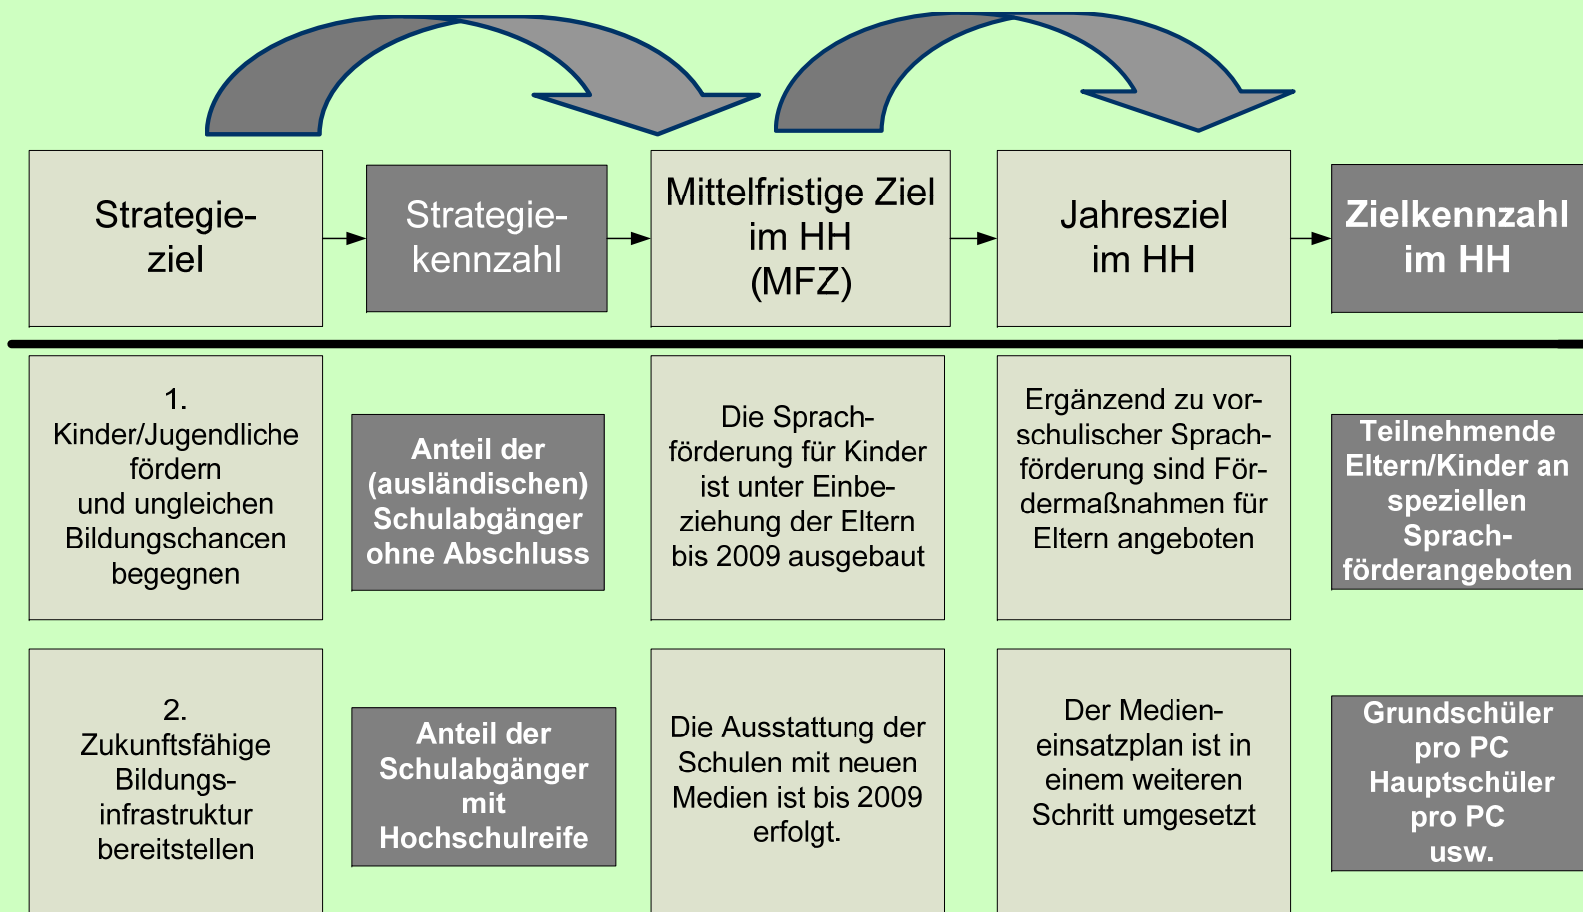 Strategie-
ziel
Strategie-
kennzahl
Mittelfristige Ziel
im HH
(MFZ)
Jahresziel
im HH
Zielkennzahl
im HH
1.
Kinder/Jugendliche
fördern
und ungleichen
Bildungschancen
begegnen
Anteil der
(ausländischen)
Schulabgänger
ohne Abschluss
Die Sprach-
förderung für Kinder
ist unter Einbe-
ziehung der Eltern
bis 2009 ausgebaut
Ergänzend zu vor-
schulischer Sprach-
förderung sind För-
dermaßnahmen für
Eltern angeboten
Teilnehmende
Eltern/Kinder an
speziellen
Sprach-
förderangeboten
2.
Zukunftsfähige
Bildungs-
infrastruktur
bereitstellen
Anteil der
Schulabgänger
mit
Hochschulreife
Die Ausstattung der
Schulen mit neuen
Medien ist bis 2009
erfolgt.
Der Medien-
einsatzplan ist in
einem weiteren
Schritt umgesetzt
Grundschüler
pro PC
Hauptschüler
pro PC
usw.